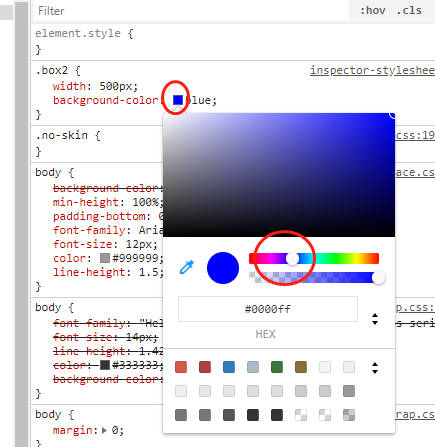 Filter :hov .cls
element.style {
}
.box2 { inspector-styleshee
width: 500px;
background-color: blue;
}
.no-skin { css:19
}
body { ace.cs
background-color:
min-height: 100%;
padding-bottom: 0
font-family: Aria
font-size: 12px;
color: #999999;
line-height: 1.5;
}
#0000ff
HEX
body { ap.css:
font-family: "Hel s seri
font-size: 14px;
line-height: 1.42
color: #333333;
background-color:
}
body { rap.cs
margin: 0;